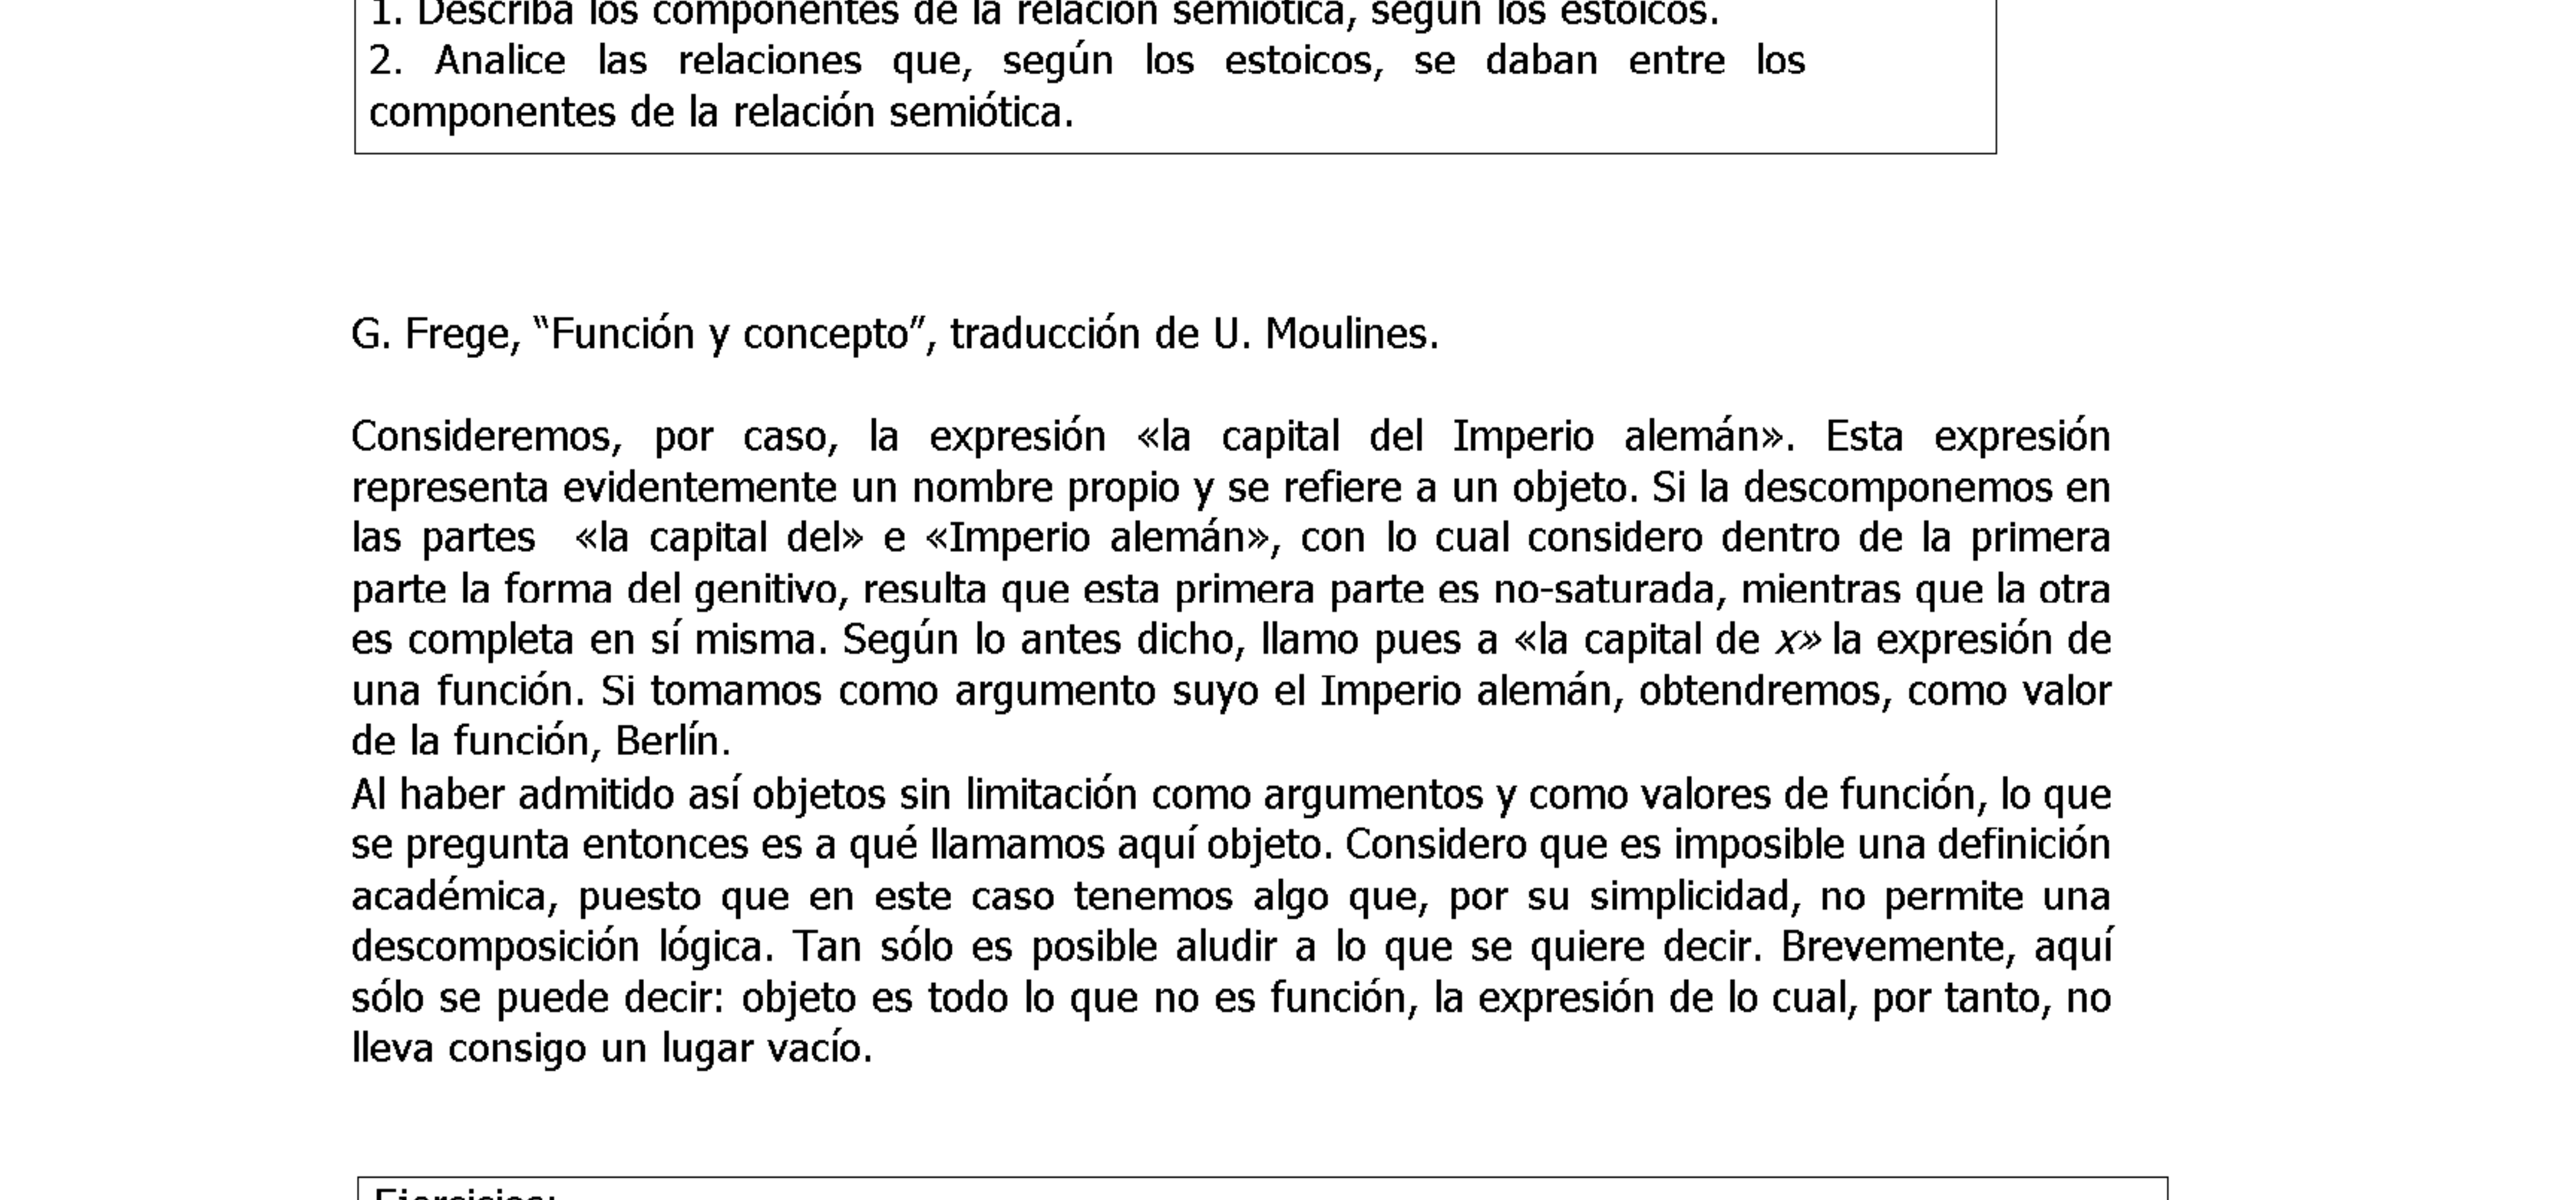 1. Describa los componentes de la relación semiótica, según los estoicos.
2. Analice las relaciones que, según los estoicos, se daban entre los
componentes de la relación semiótica.
G. Frege, “Función y concepto”, traducción de U. Moulines.
Consideremos, por caso, la expresión «la capital del Imperio alemán». Esta expresión
representa evidentemente un nombre propio y se refiere a un objeto. Si la descomponemos en
las partes «la capital del» e «Imperio alemán», con lo cual considero dentro de la primera
parte la forma del genitivo, resulta que esta primera parte es no-saturada, mientras que la otra
es completa en sí misma. Según lo antes dicho, llamo pues a «la capital de x» la expresión de
una función. Si tomamos como argumento suyo el Imperio alemán, obtendremos, como valor
de la función, Berlín.
Al haber admitido así objetos sin limitación como argumentos y como valores de función, lo que
se pregunta entonces es a qué llamamos aquí objeto. Considero que es imposible una definición
académica, puesto que en este caso tenemos algo que, por su simplicidad, no permite una
descomposición lógica. Tan sólo es posible aludir a lo que se quiere decir. Brevemente, aquí
sólo se puede decir: objeto es todo lo que no es función, la expresión de lo cual, por tanto, no
lleva consigo un lugar vacío.
Ejercicios: